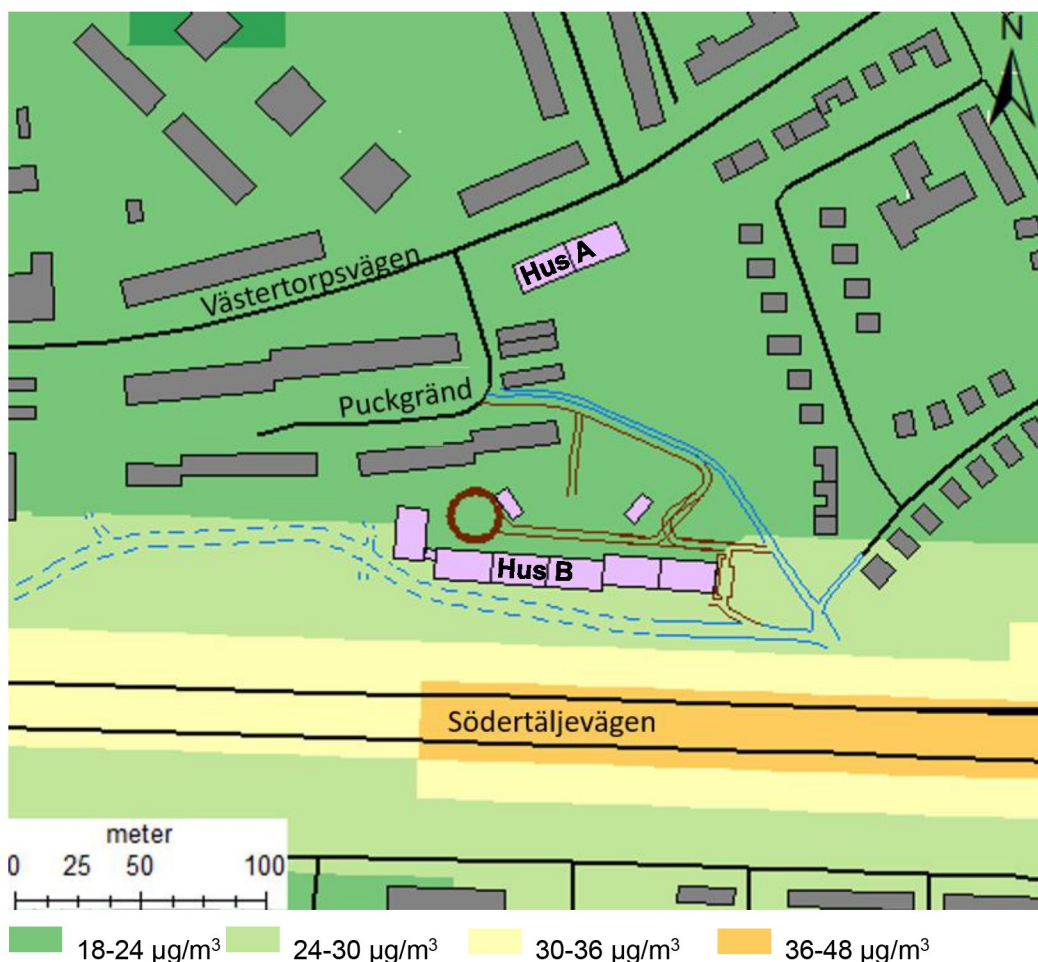 N
Hus A
Västertorpsvägen
Puckgränd
Hus B
Södertäljevägen
meter
0 25 50 100
18-24 µg/m³ 24-30 µg/m³ 30-36 µg/m³ 36-48 µg/m³